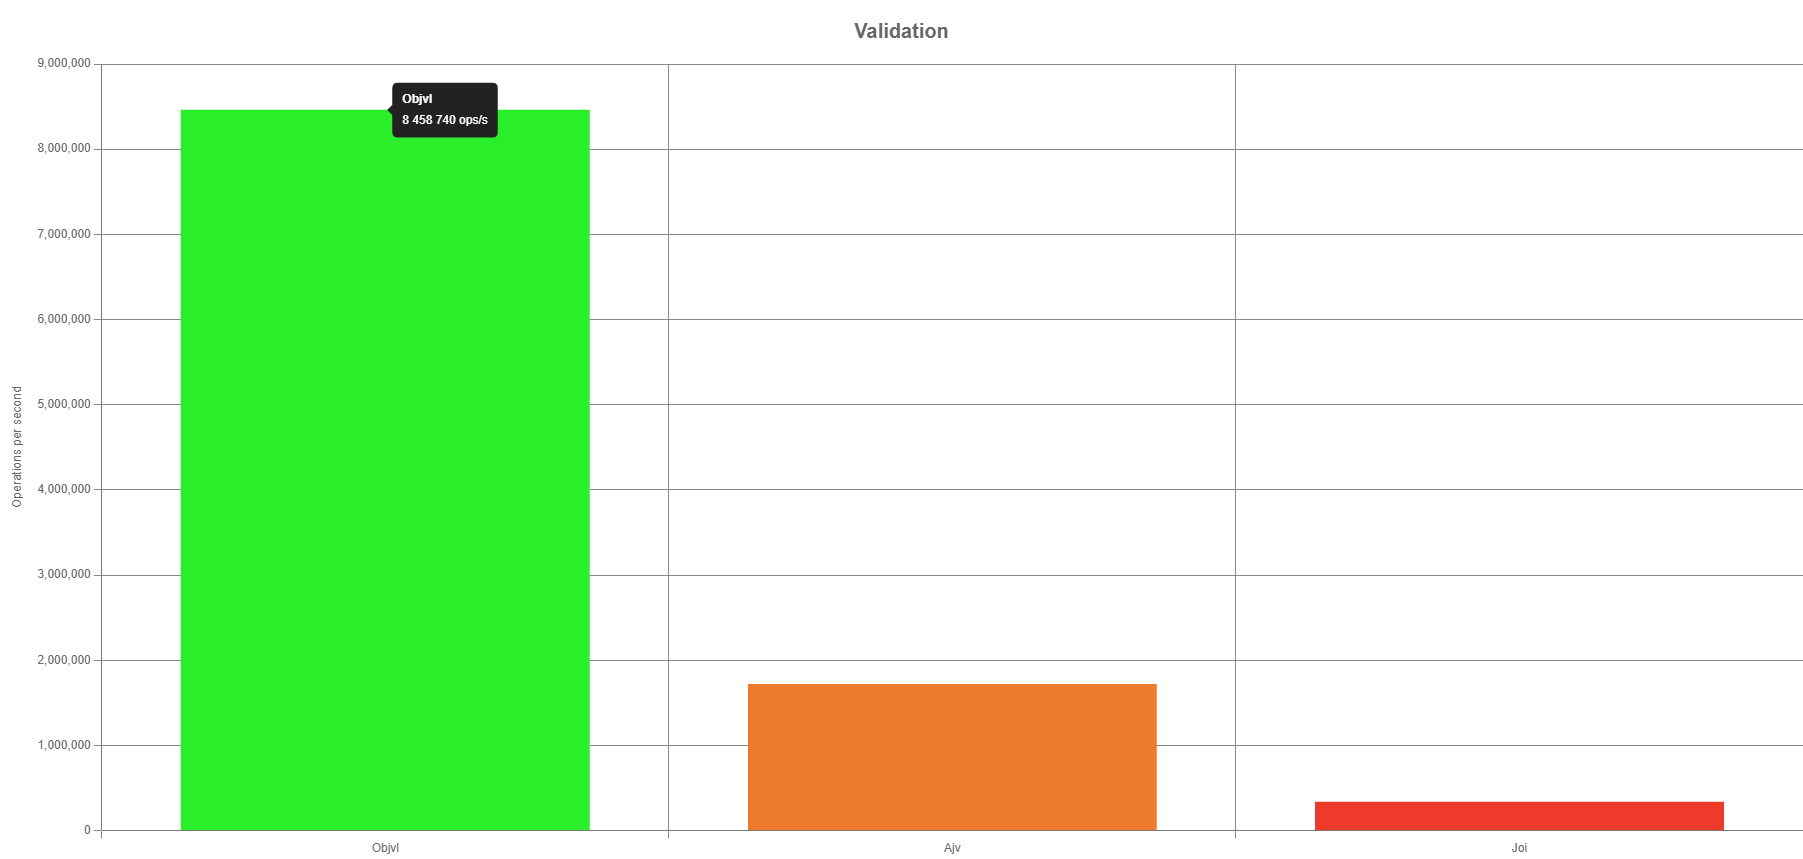 Validation
9,000,000
8,000,000
7,000,000
6,000,000
5,000,000
4,000,000
3,000,000
2,000,000
1,000,000
0
Operations per second
Objvl
8 458 740 ops/s
Objvl
Ajv
Joi